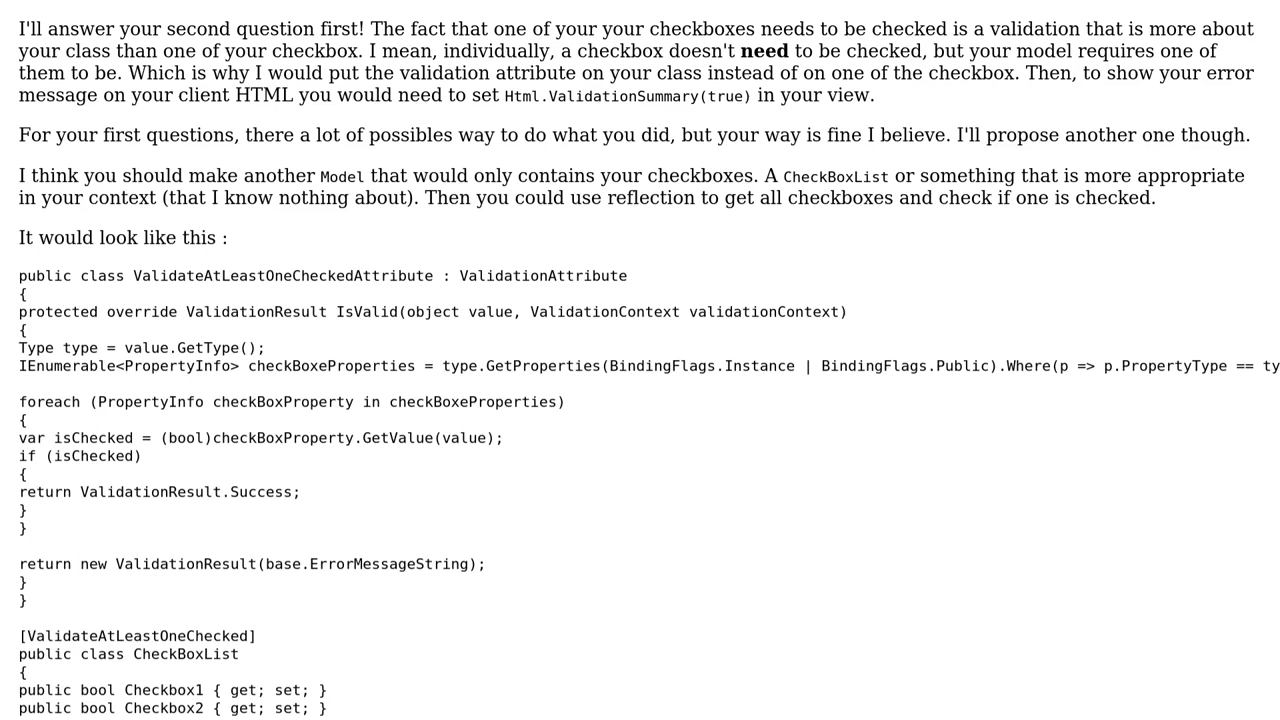 I'll answer your second question first! The fact that one of your your checkboxes needs to be checked is a validation that is more about
your class than one of your checkbox. I mean, individually, a checkbox doesn't need to be checked, but your model requires one of
them to be. Which is why I would put the validation attribute on your class instead of on one of the checkbox. Then, to show your error
message on your client HTML you would need to set Html.ValidationSummary(true) in your view.
For your first questions, there a lot of possibles way to do what you did, but your way is fine I believe. I'll propose another one though.
I think you should make another Model that would only contains your checkboxes. A CheckBoxList or something that is more appropriate
in your context (that I know nothing about). Then you could use reflection to get all checkboxes and check if one is checked.
It would look like this :
public class ValidateAtLeastOneCheckedAttribute : ValidationAttribute
{
protected override ValidationResult IsValid(object value, ValidationContext validationContext)
{
Type type = value.GetType();
IEnumerable<PropertyInfo> checkBoxeProperties = type.GetProperties(BindingFlags.Instance | BindingFlags.Public).Where(p => p.PropertyType == ty
foreach (PropertyInfo checkBoxProperty in checkBoxeProperties)
{
var isChecked = (bool)checkBoxProperty.GetValue(value);
if (isChecked)
{
return ValidationResult.Success;
}
}
return new ValidationResult(base.ErrorMessageString);
}
}
[ValidateAtLeastOneChecked]
public class CheckBoxList
{
public bool Checkbox1 { get; set; }
public bool Checkbox2 { get; set; }